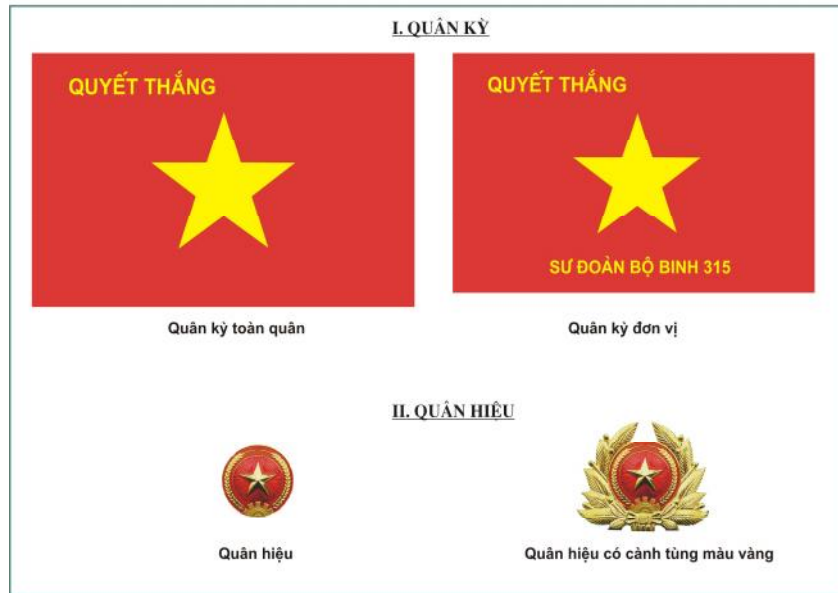 I. QUÂN KỲ
QUYẾT THẮNG
QUYẾT THẮNG
SƯ ĐOÀN BỘ BINH 315
Quân kỳ toàn quân
Quân kỳ đơn vị
II. QUÂN HIỆU
Quân hiệu
Quân hiệu có cành tùng màu vàng